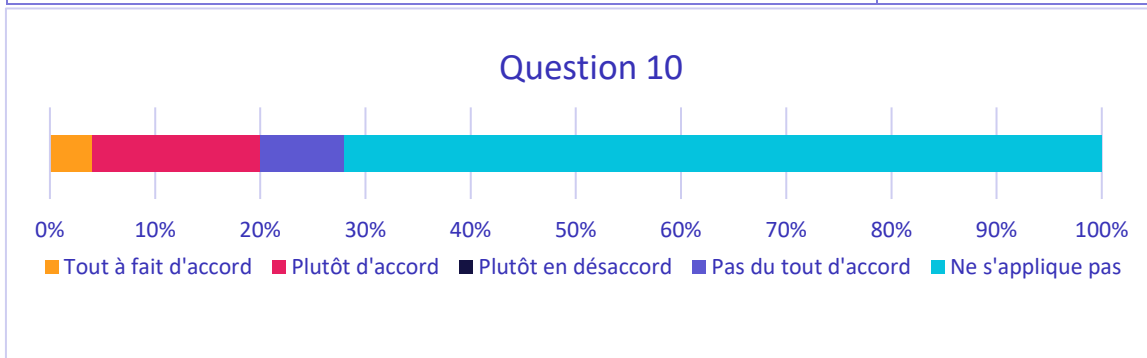 Question 10
0% 10% 20% 30% 40% 50% 60% 70% 80% 90% 100%
Tout à fait d'accord Plutôt d'accord Plutôt en désaccord Pas du tout d'accord Ne s'applique pas